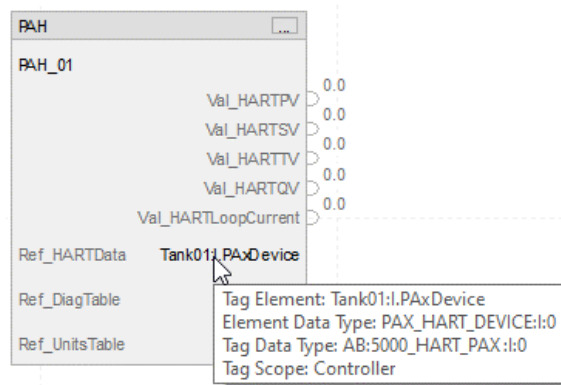 PAH
...
PAH_01
0.0
Val_HARTPV
0.0
Val_HARTSV
0.0
Val_HARTTV
0.0
Val_HARTQV
0.0
Val_HARTLoopCurrent
Ref_HARTData Tank01:I.PAxDevice
Ref_DiagTable
Ref_UnitsTable
Tag Element: Tank01:I.PAxDevice
Element Data Type: PAX_HART_DEVICE:I:0
Tag Data Type: AB:5000_HART_PAX:I:0
Tag Scope: Controller